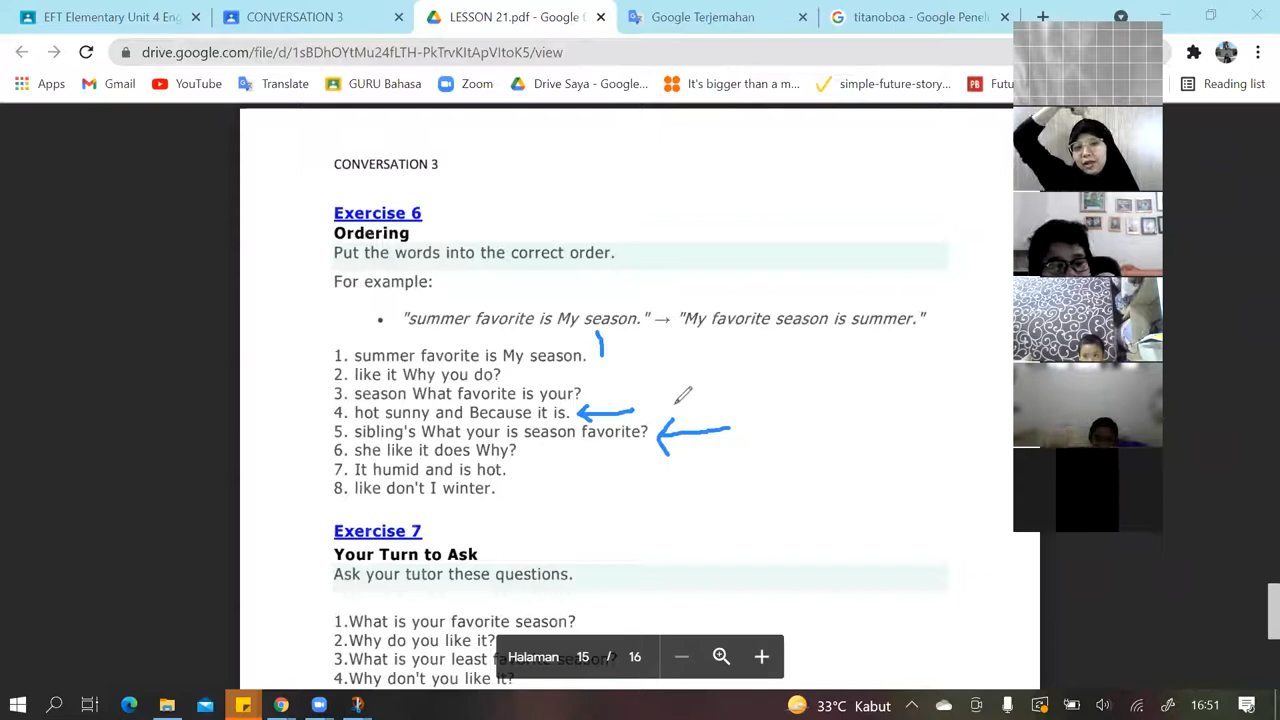 EFT Elementary Unit 4 Eng
CONVERSATION 3
LESSON 21.pdf - Google Drive
Google Terjemahan
titanoboa - Google Penel
drive.google.com/file/d/1sBDhOYtMu24fLTH-PkTrvKItApVItoK5/view
Apps
Gmail
YouTube
Translate
GURU Bahasa
Zoom
Drive Saya - Google...
It's bigger than a m...
simple-future-story...
Futu
Reading list
CONVERSATION 3
Exercise 6
Ordering
Put the words into the correct order.
For example:
• "summer favorite is My season." → "My favorite season is summer."
1. summer favorite is My season.
2. like it Why you do?
3. season What favorite is your?
4. hot sunny and Because it is.
5. sibling's What your is season favorite?
6. she like it does Why?
7. It humid and is hot.
8. like don't I winter.
Exercise 7
Your Turn to Ask
Ask your tutor these questions.
1.What is your favorite season?
2.Why do you like it?
3.What is your least favorite season?
4.Why don't you like it?
Halaman 15 / 16
33°C Kabut
16:51